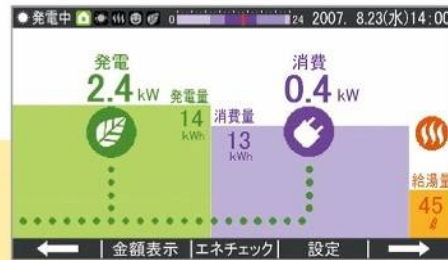 発電中 0 24 2007. 8.23(水)14:00
発電 消費
2.4 kW 0.4 kW
発電量 消費量
14 13
kWh kWh
給湯量
45
ℓ
← 金額表示 エネチェック 設定 →